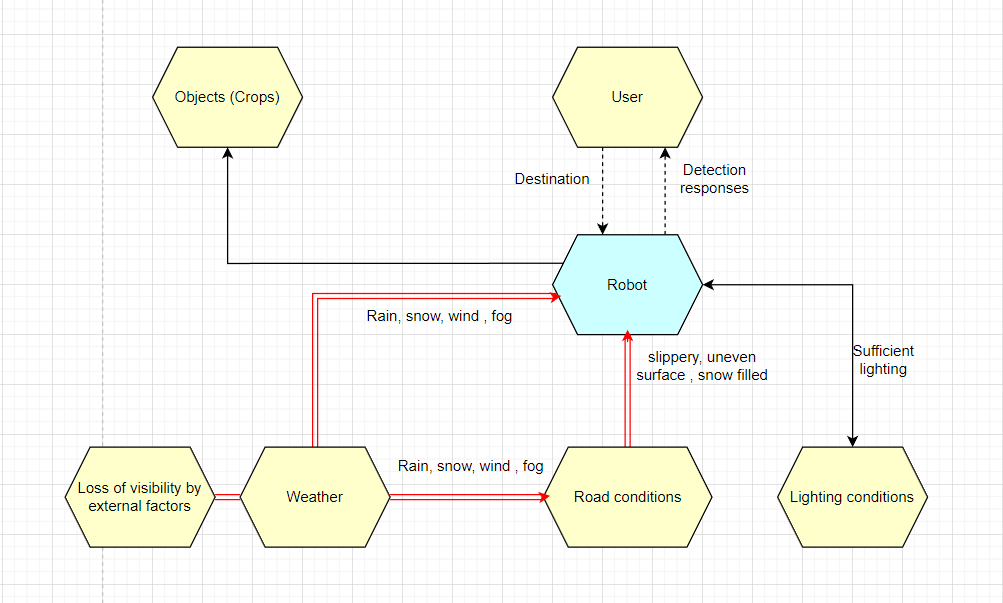 Objects (Crops)
User
Destination
Detection
responses
Robot
Rain, snow, wind , fog
Sufficient
lighting
slippery, uneven
surface , snow filled
Rain, snow, wind , fog
Loss of visibility by
external factors
Weather
Road conditions
Lighting conditions